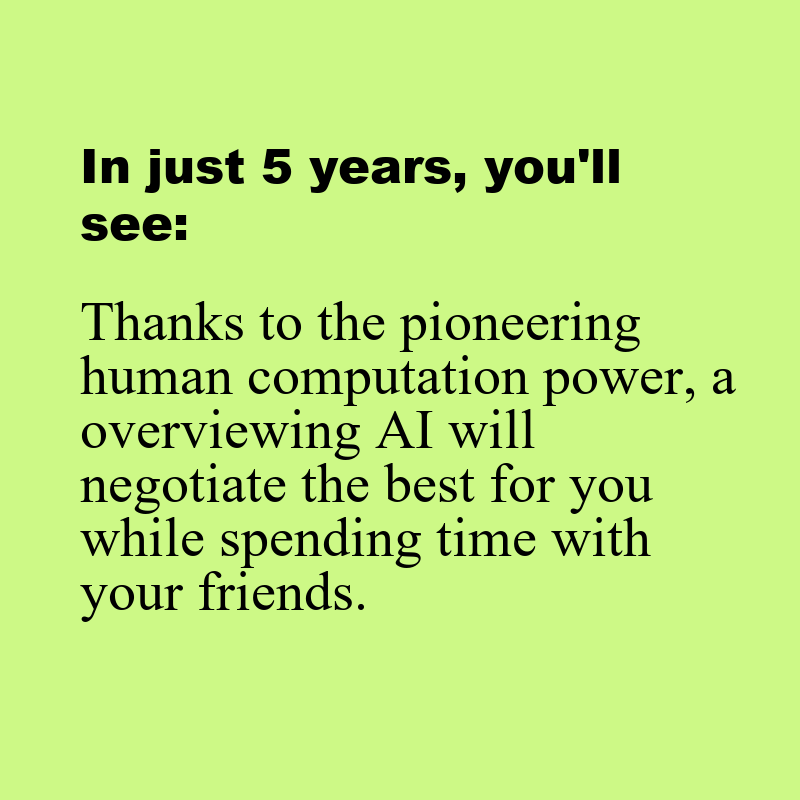 In just 5 years, you'll
see:
Thanks to the pioneering
human computation power, a
overviewing AI will
negotiate the best for you
while spending time with
your friends.